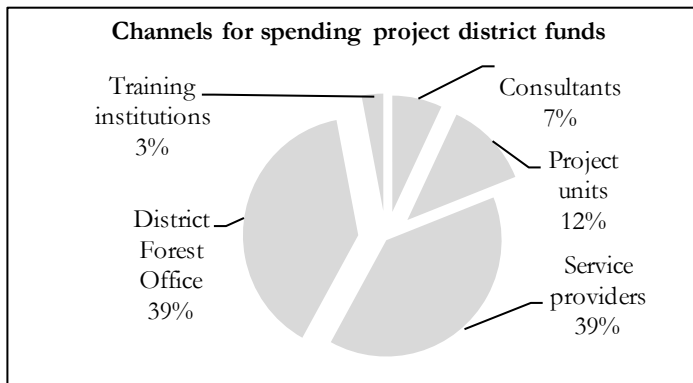 Channels for spending project district funds
Training
institutions
3%
Consultants
7%
Project
units
12%
District
Forest
Office
39%
Service
providers
39%